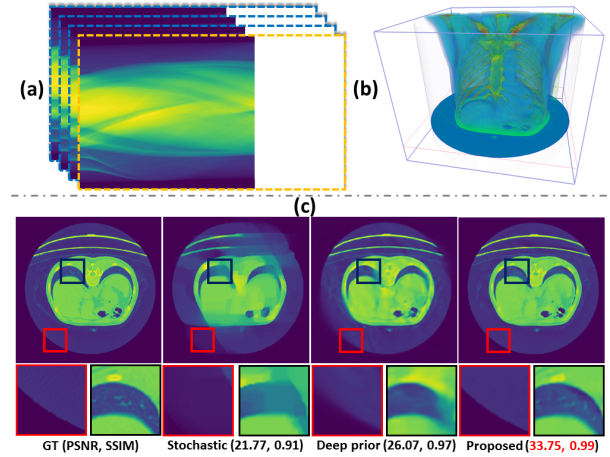 (a)
(b)
(c)
GT (PSNR, SSIM) Stochastic (21.77, 0.91) Deep prior (26.07, 0.97) Proposed (33.75, 0.99)